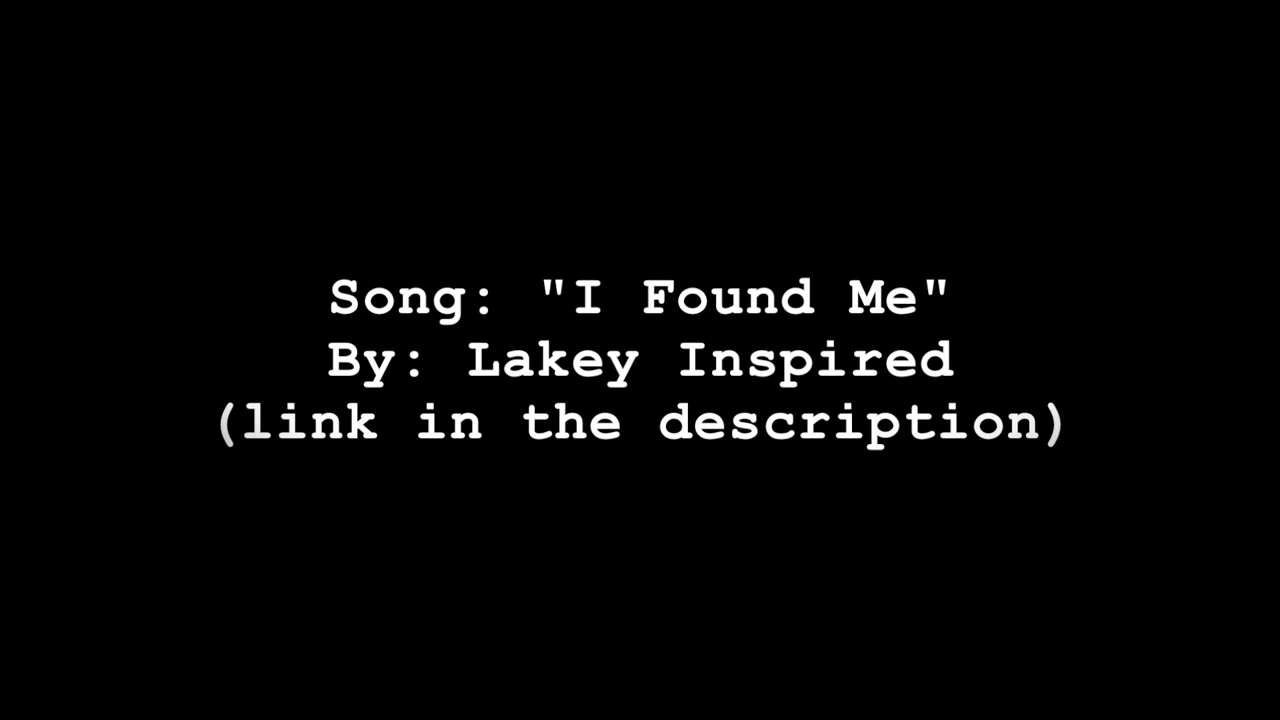 Song: "I Found Me"
By: Lakey Inspired
(link in the description)